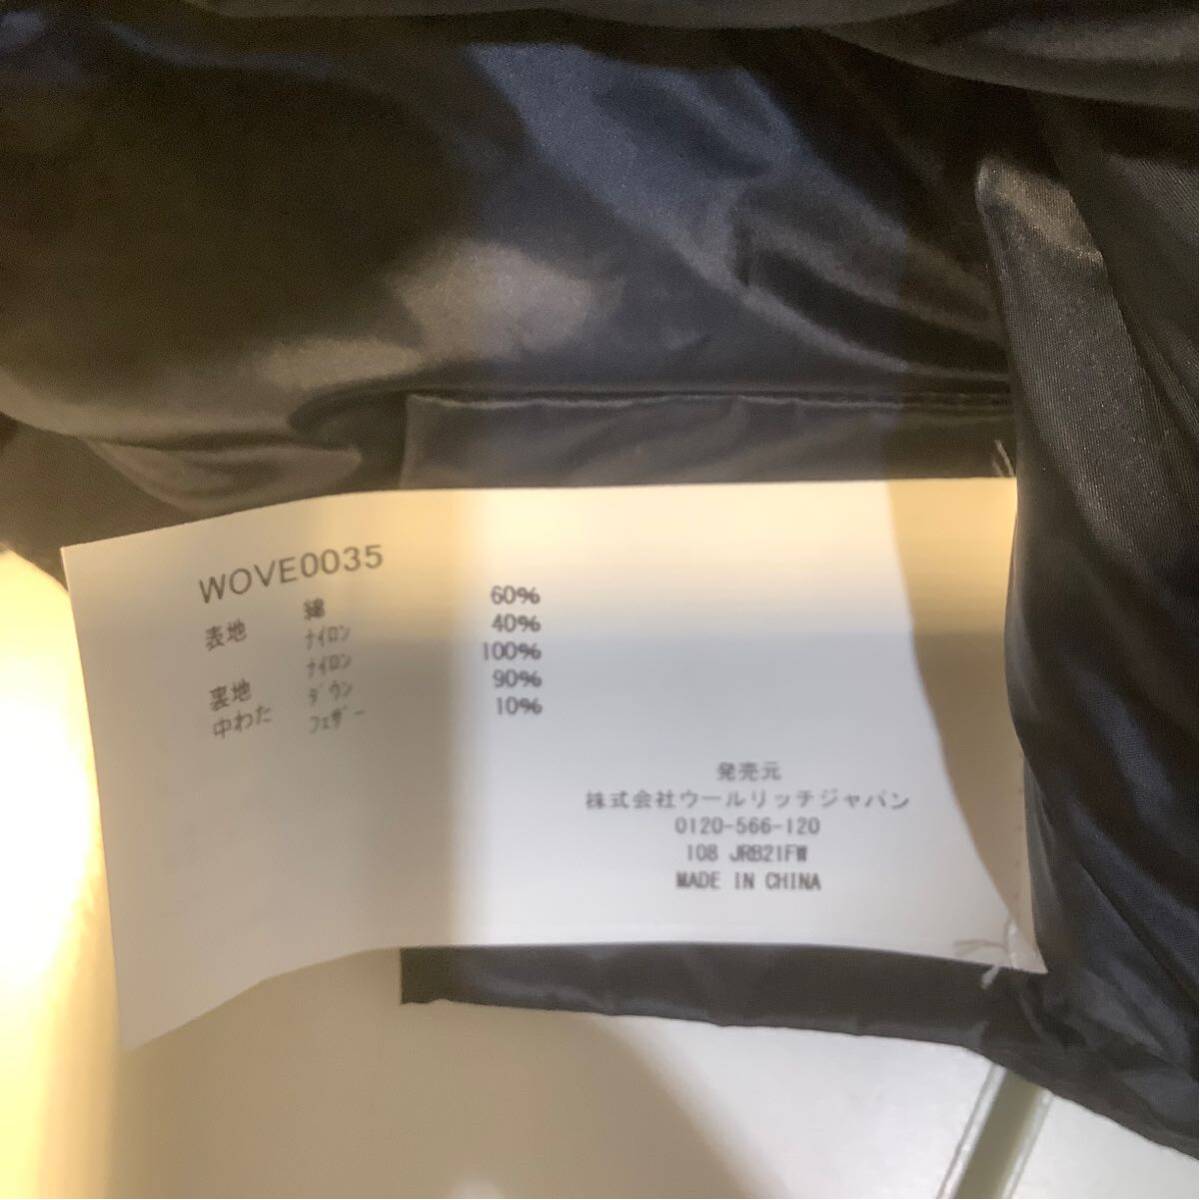 WOVE0035
表地 綿 60%
ﾅｲﾛﾝ 40%
裏地 ﾅｲﾛﾝ 100%
中わた ﾀﾞｳﾝ 90%
ﾌｪｻﾞｰ 10%
発売元
株式会社ウールリッチジャパン
0120-566-120
108 JRB21FW
MADE IN CHINA